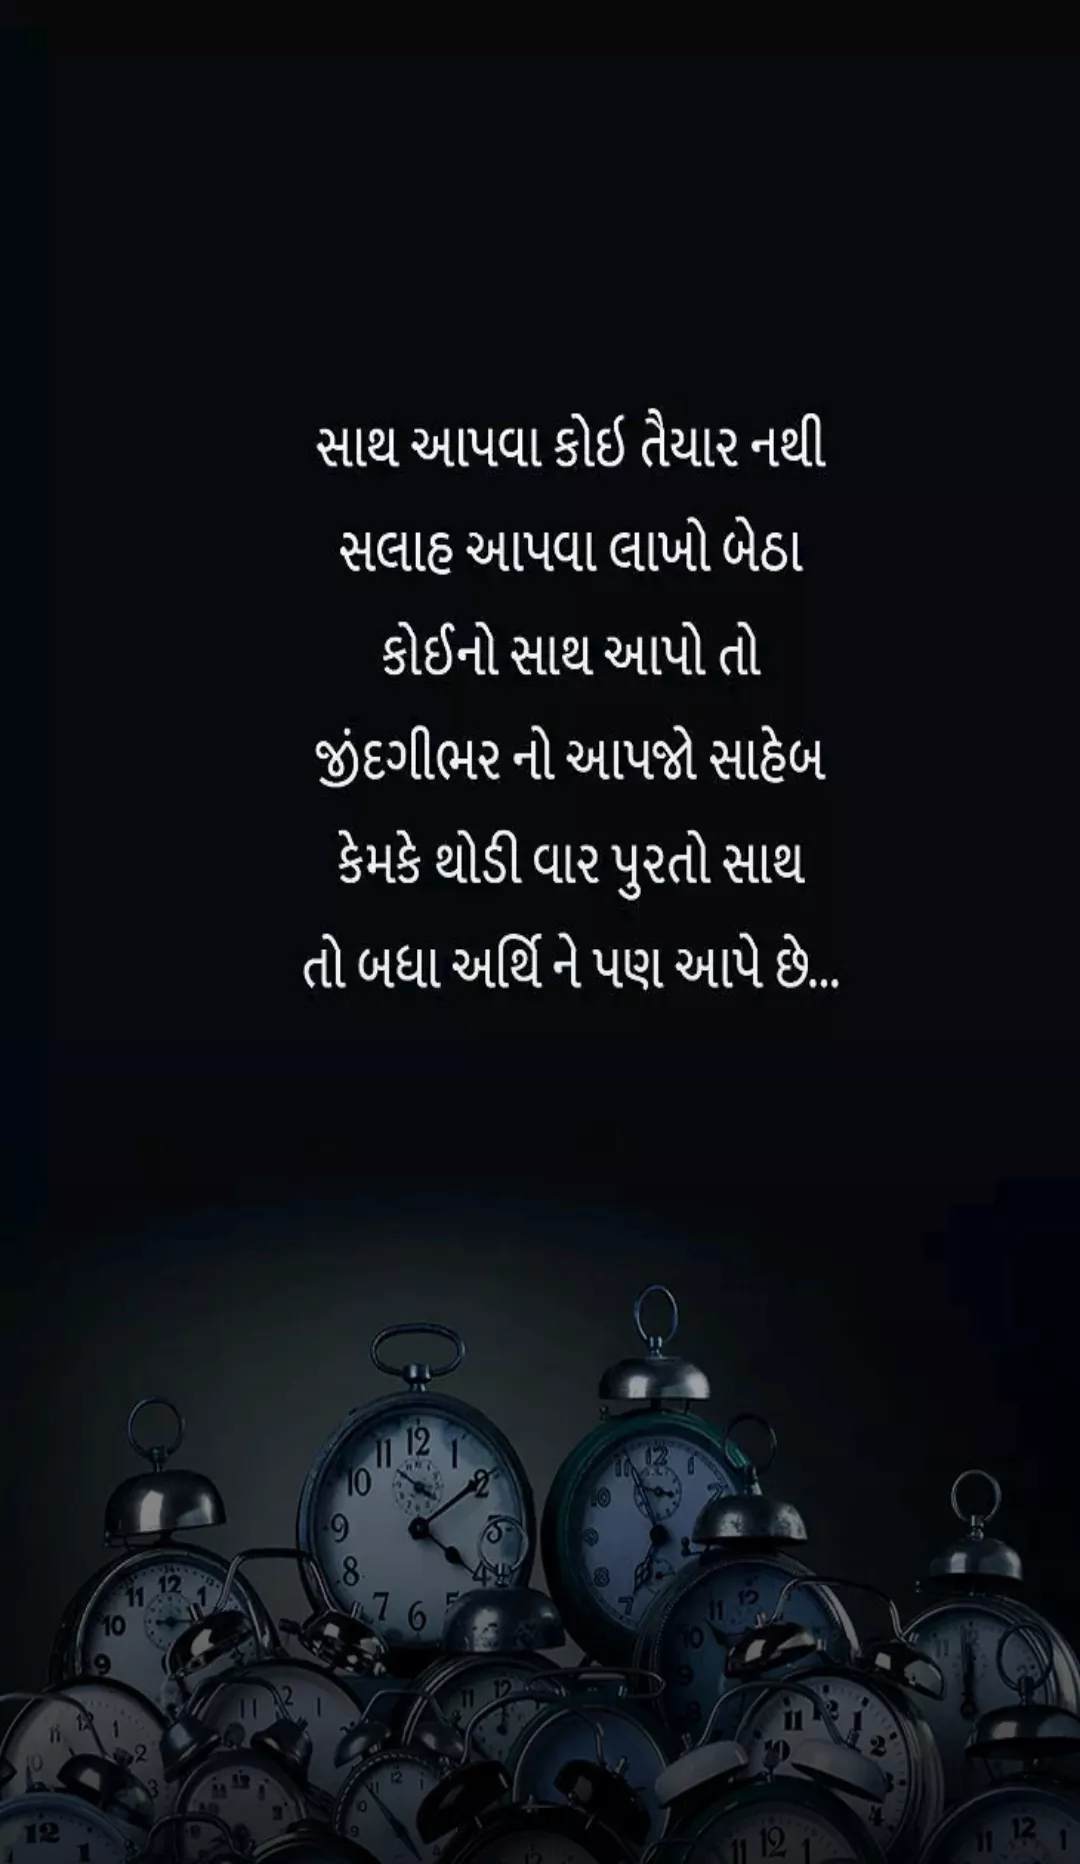 સાથ આપવા કોઇ તૈયાર નથી
સલાહ આપવા લાખો બેઠા
કોઈનો સાથ આપો તો
જીંદગીભર નો આપજો સાહેબ
કેમકે થોડી વાર પુરતો સાથ
તો બધા અર્થિ ને પણ આપે છે...